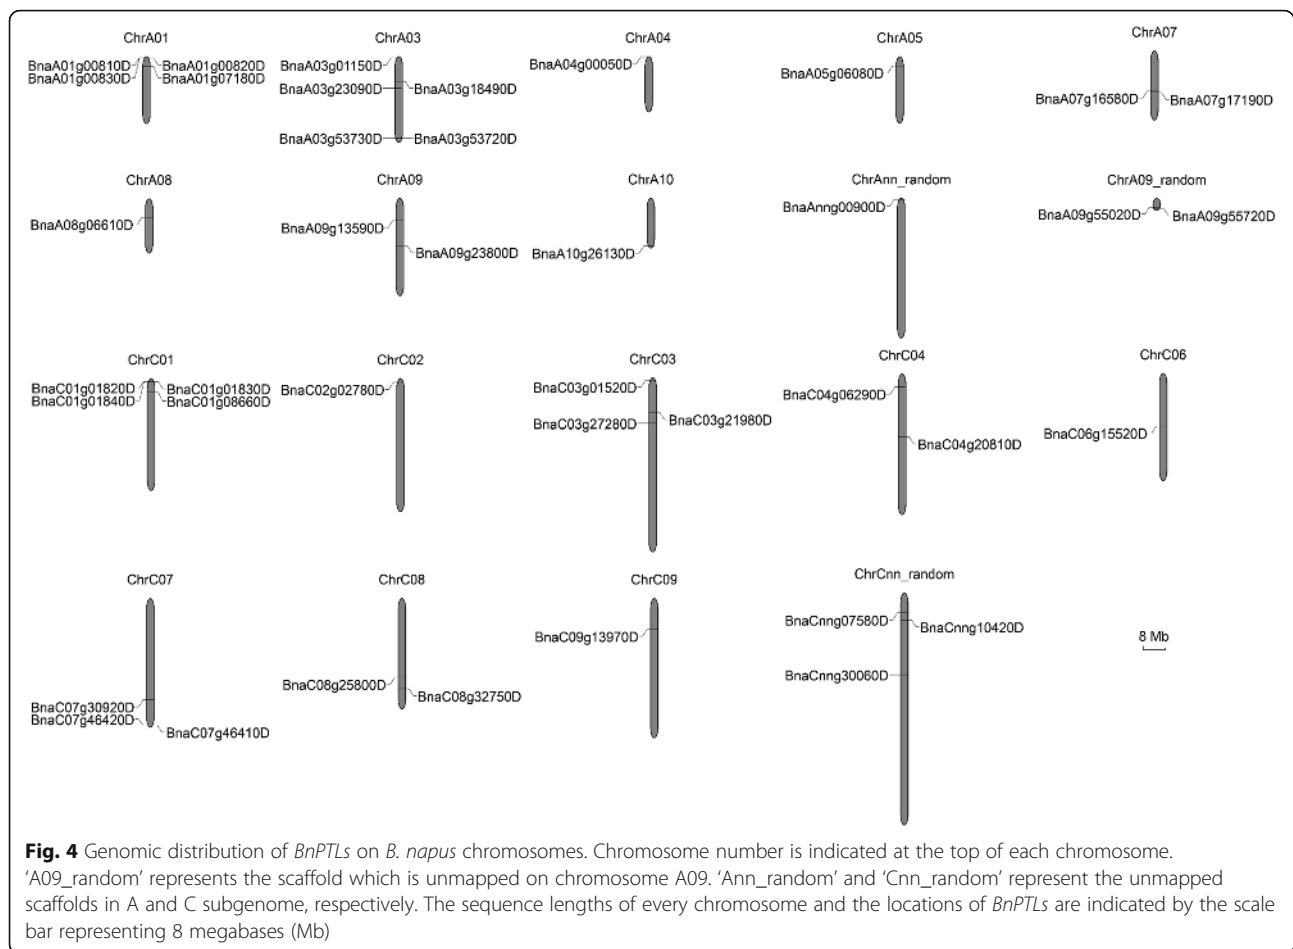 ChrA01
ChrA03
ChrA04
ChrA05
ChrA07
BnaA01g00810D
BnaA01g00820D
BnaA01g00830D
BnaA01g07180D
BnaA03g01150D
BnaA03g23090D
BnaA03g18490D
BnaA03g53730D
BnaA03g53720D
BnaA04g00050D
BnaA05g06080D
BnaA07g16580D
BnaA07g17190D
ChrA08
ChrA09
ChrA10
ChrAnn_random
ChrA09_random
BnaA08g06610D
BnaA09g13590D
BnaA09g23800D
BnaA10g26130D
BnaAnng00900D
BnaA09g55020D
BnaA09g55720D
ChrC01
ChrC02
ChrC03
ChrC04
ChrC06
BnaC01g01820D
BnaC01g01830D
BnaC01g01840D
BnaC01g08660D
BnaC02g02780D
BnaC03g01520D
BnaC03g27280D
BnaC03g21980D
BnaC04g06290D
BnaC04g20810D
BnaC06g15520D
ChrC07
ChrC08
ChrC09
ChrCnn_random
BnaC07g30920D
BnaC07g46420D
BnaC07g46410D
BnaC08g25800D
BnaC08g32750D
BnaC09g13970D
BnaCnng07580D
BnaCnng10420D
BnaCnng30060D
8 Mb
Fig. 4 Genomic distribution of BnPTLs on B. napus chromosomes. Chromosome number is indicated at the top of each chromosome.
‘A09_random’ represents the scaffold which is unmapped on chromosome A09. ‘Ann_random’ and ‘Cnn_random’ represent the unmapped
scaffolds in A and C subgenome, respectively. The sequence lengths of every chromosome and the locations of BnPTLs are indicated by the scale
bar representing 8 megabases (Mb)